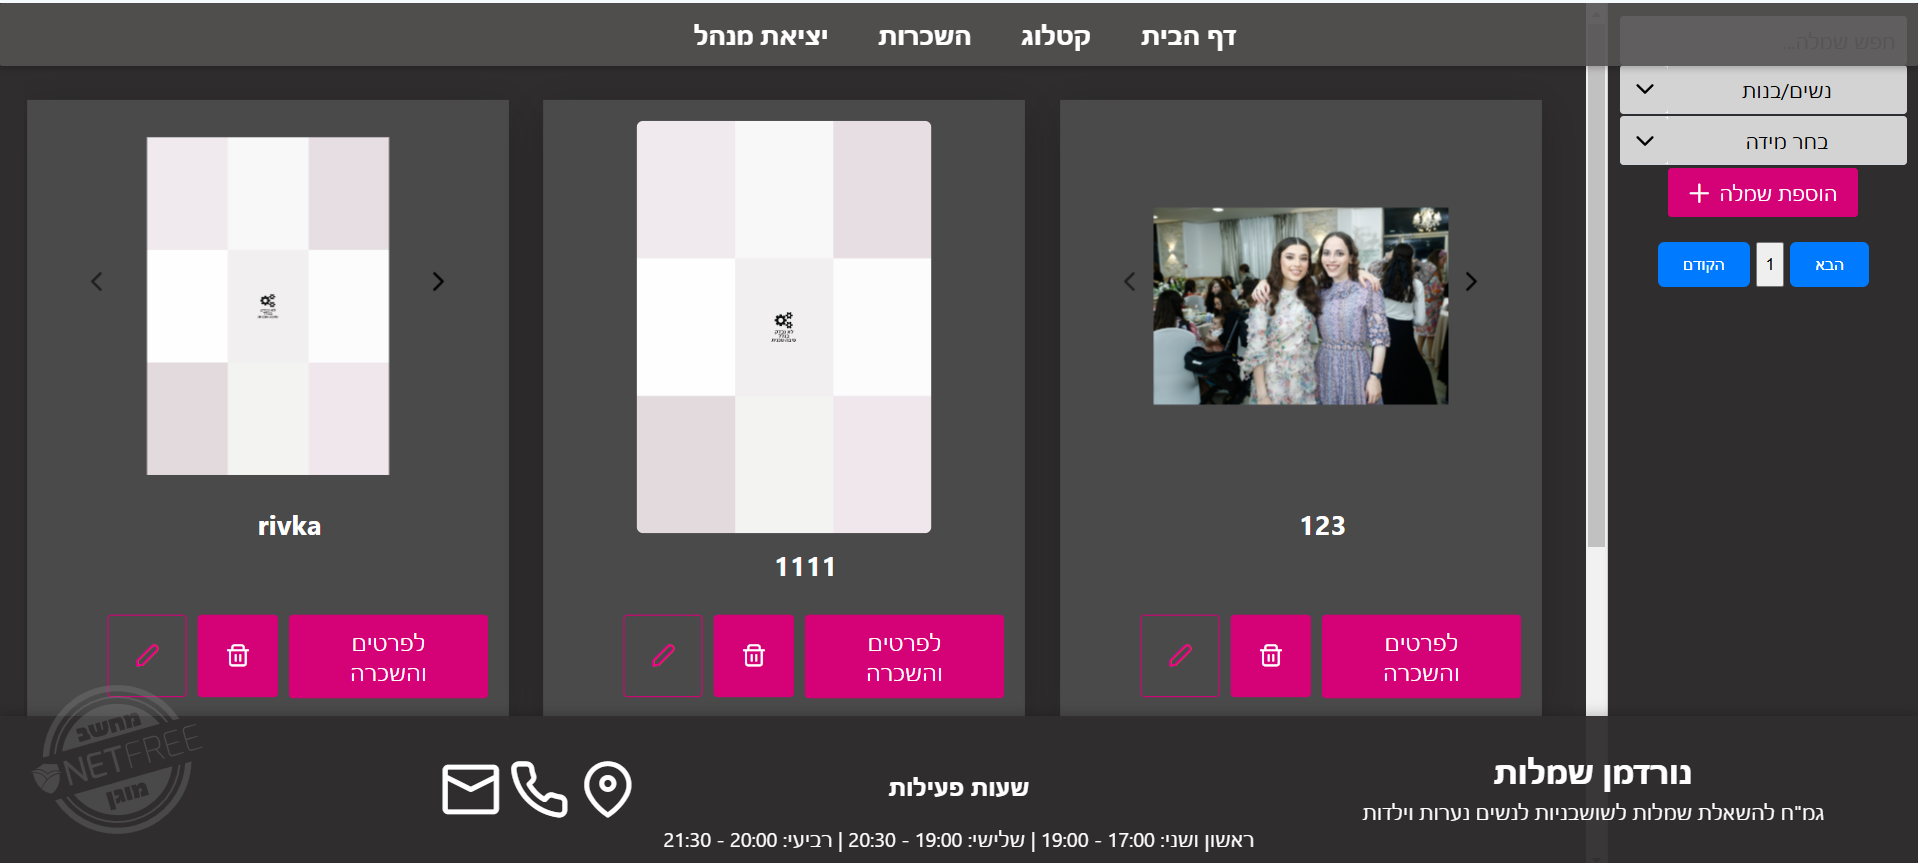 דף הבית
קטלוג
השכרות
יציאת מנהל
חפש שמלה...
נשים/בנות
בחר מידה
הוספת שמלה +
הבא
1
הקודם
123
לפרטים
והשכרה
1111
לפרטים
והשכרה
rivka
לפרטים
והשכרה
נורדמן שמלות
גמ"ח להשאלת שמלות לשושבניות לנשים נערות וילדות
שעות פעילות
ראשון ושני: 17:00 - 19:00 | שלישי: 19:00 - 20:30 | רביעי: 20:00 - 21:30
מחשב
NETFREE
מוגן